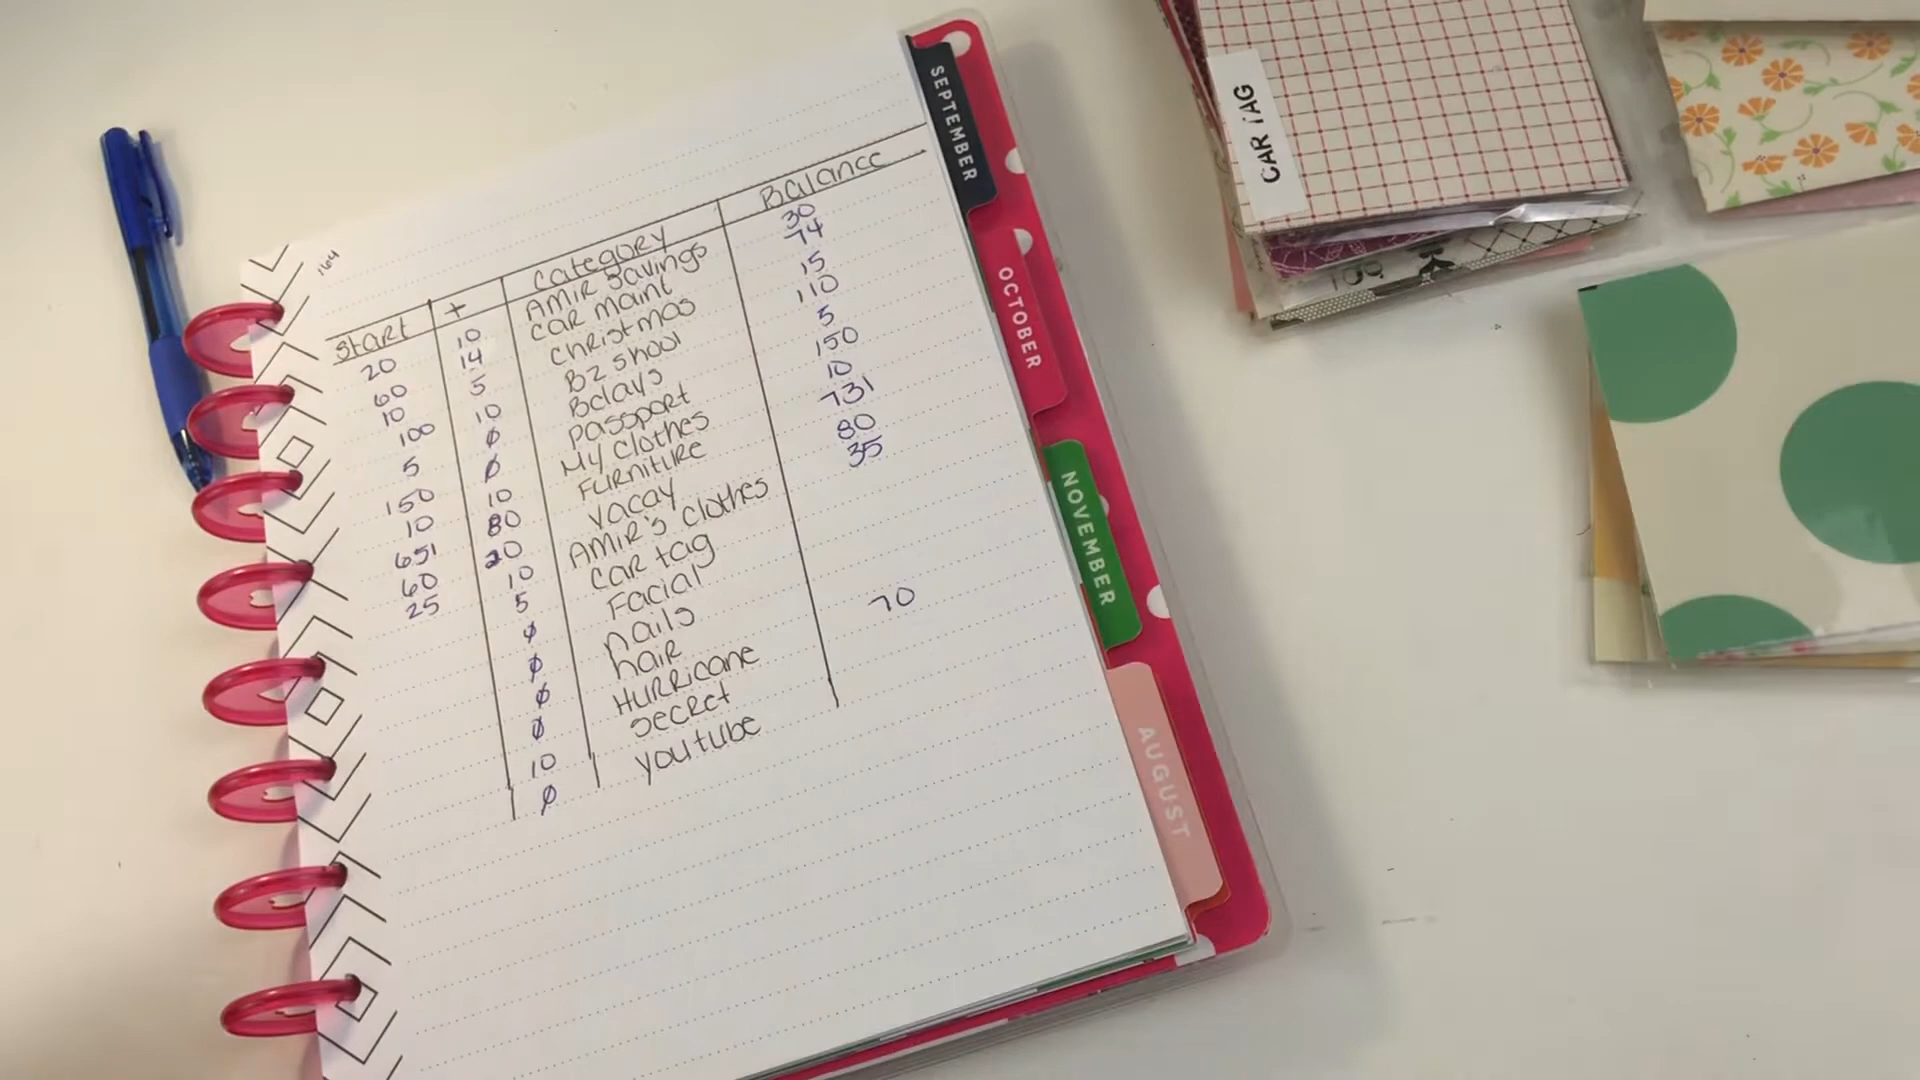 164
START + Category Balance
20 10 AMIR savings 30
60 14 car maint 74
10 5 christmas 15
100 10 B2 shool 110
5 Ø Bdays 5
150 Ø passport 150
10 10 My clothes 10
651 80 FURNITURE 731
60 20 vacay 80
25 10 AMIR's clothes 35
5 car tag
Ø Facial
Ø nails
Ø hair
Ø HURRicane 70
10 secret
Ø youtube
SEPTEMBER
OCTOBER
NOVEMBER
AUGUST
CAR TAG